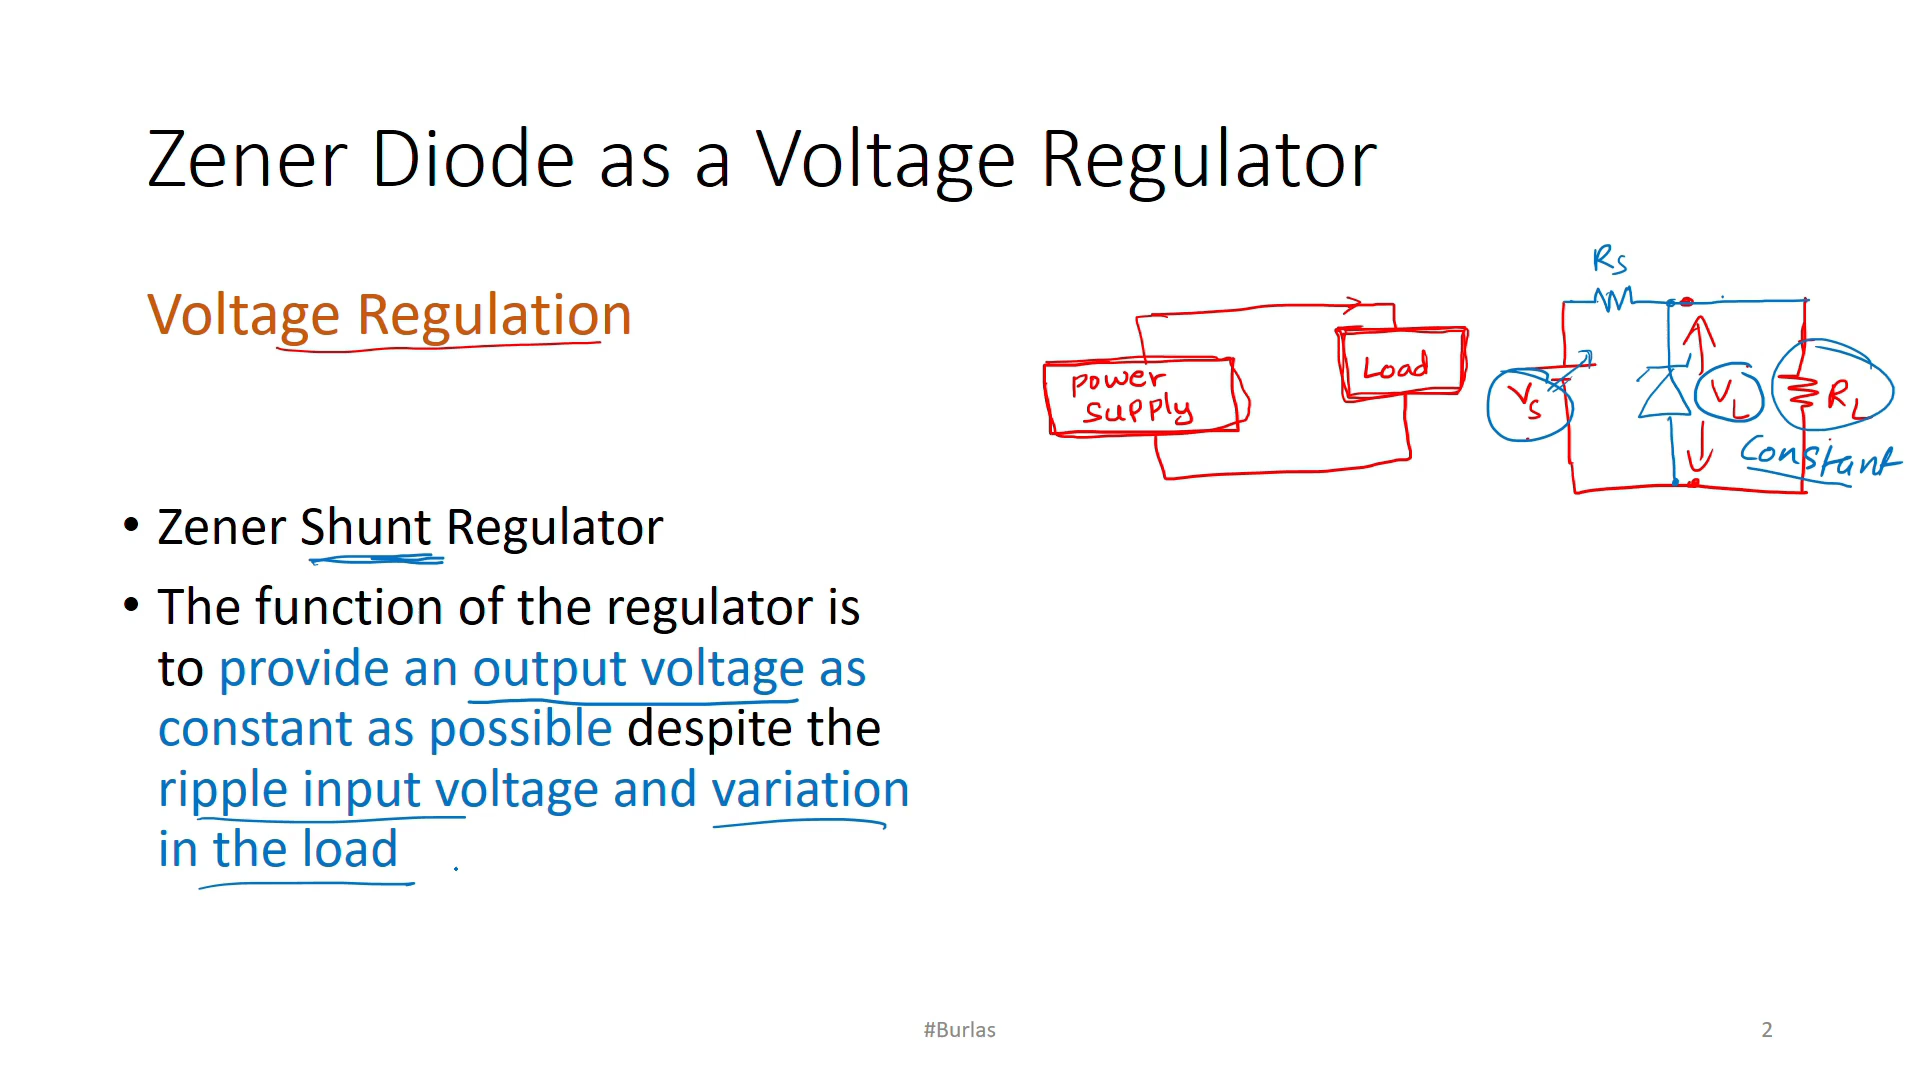 Zener Diode as a Voltage Regulator
Voltage Regulation
• Zener Shunt Regulator
• The function of the regulator is
to provide an output voltage as
constant as possible despite the
ripple input voltage and variation
in the load
Power
Supply
Load
RS
VS
VL
RL
Constant
#Burlas
2